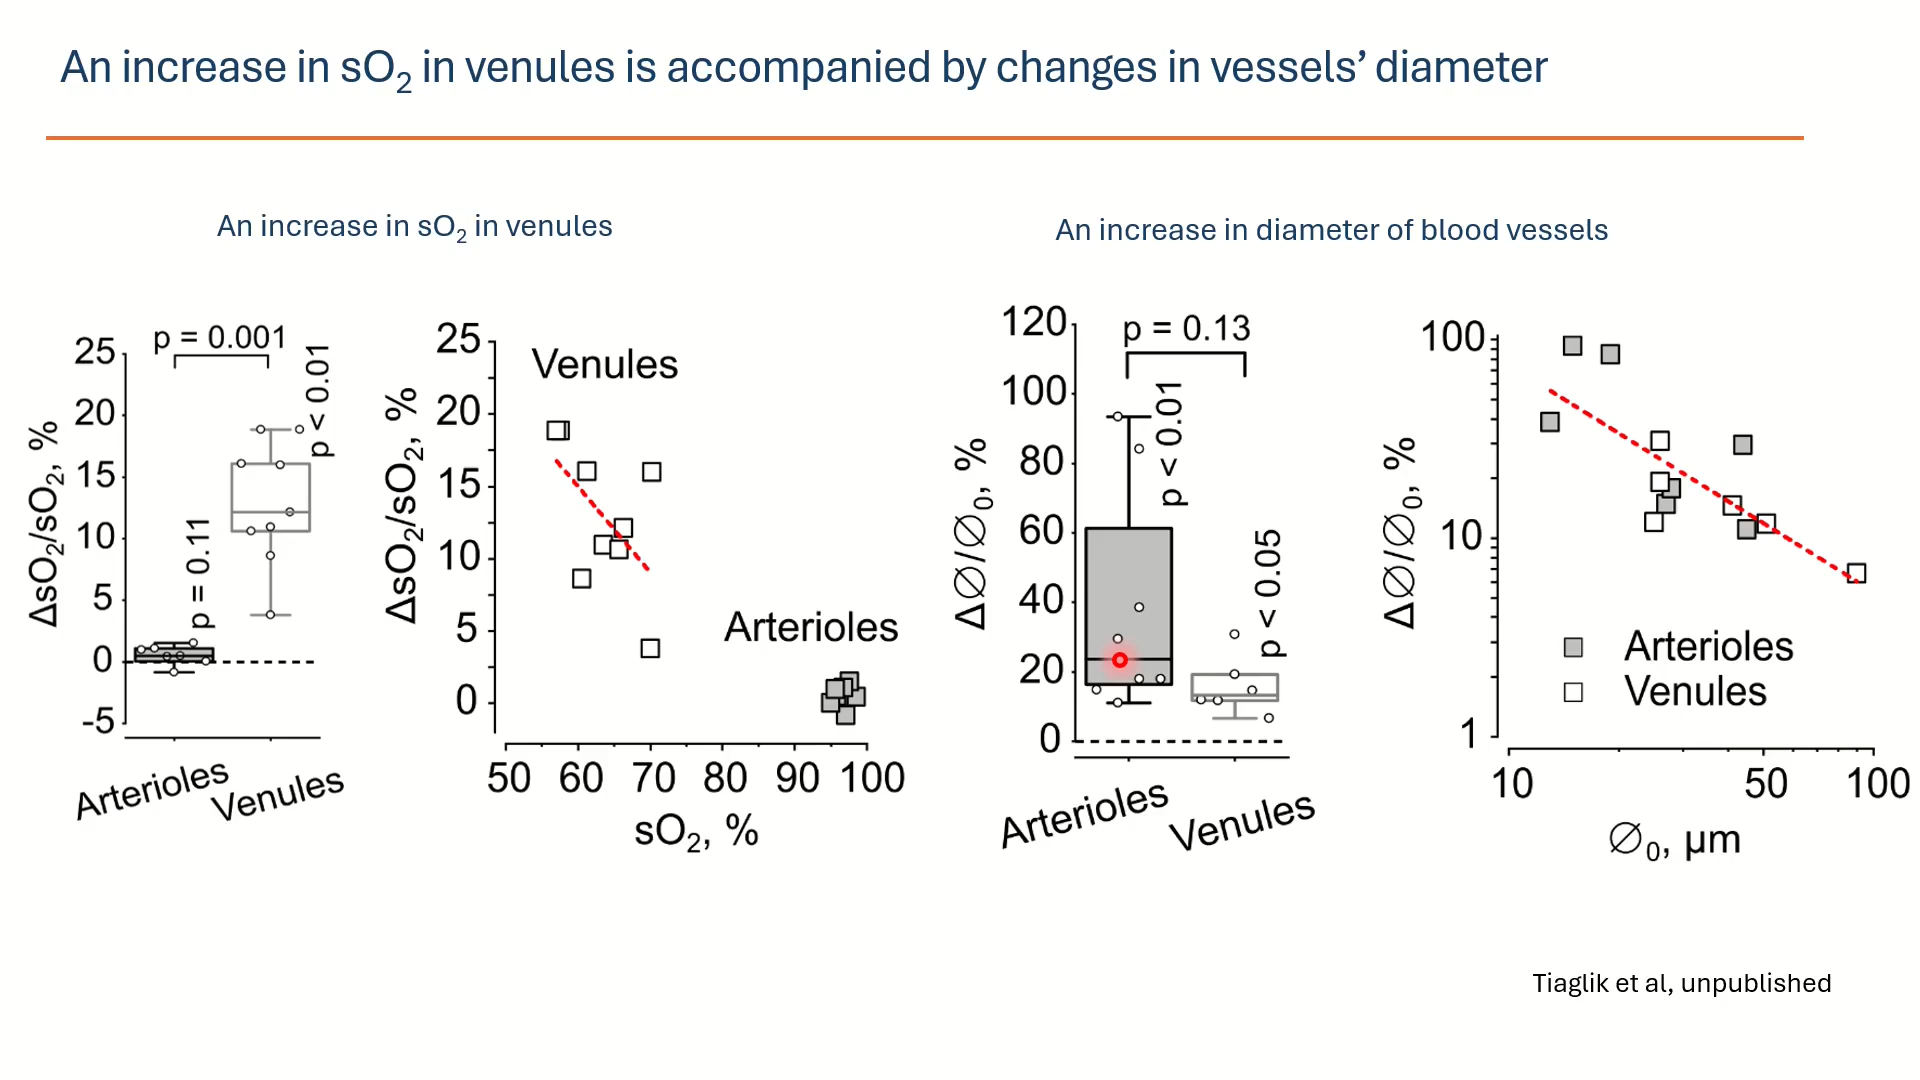 An increase in sO₂ in venules is accompanied by changes in vessels’ diameter
An increase in sO₂ in venules
An increase in diameter of blood vessels
ΔsO₂/sO₂, %
25
20
15
10
5
0
-5
p = 0.001
p = 0.11
p < 0.01
Arterioles
Venules
ΔsO₂/sO₂, %
25
20
15
10
5
0
Venules
Arterioles
50 60 70 80 90 100
sO₂, %
Δ∅/∅₀, %
120
100
80
60
40
20
0
p = 0.13
p < 0.01
p < 0.05
Arterioles
Venules
Δ∅/∅₀, %
100
10
1
Arterioles
Venules
10 50 100
∅₀, µm
Tiaglik et al, unpublished